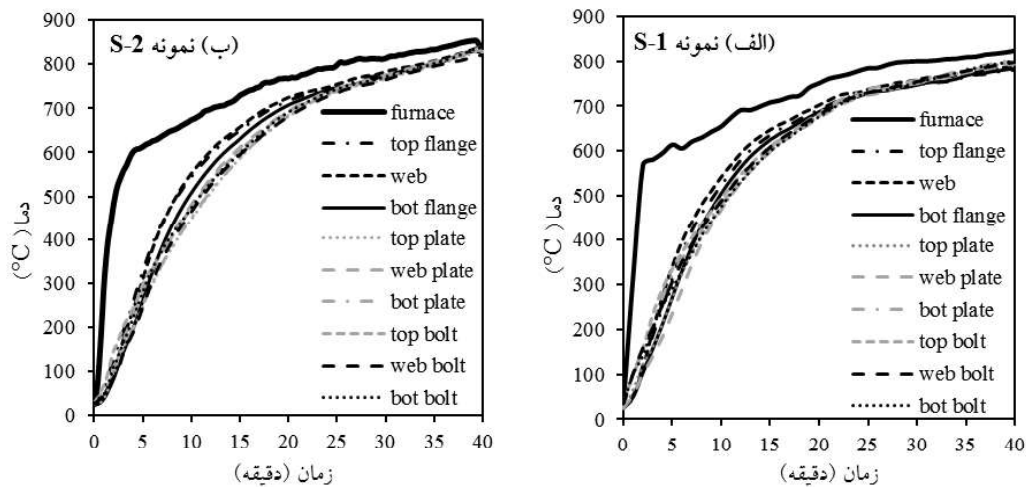 (ب) نمونه S-2
دما (°C)
900
800
700
600
500
400
300
200
100
0
furnace
top flange
web
bot flange
top plate
web plate
bot plate
top bolt
web bolt
bot bolt
0 5 10 15 20 25 30 35 40
زمان (دقیقه)
(الف) نمونه S-1
دما (°C)
900
800
700
600
500
400
300
200
100
0
furnace
top flange
web
bot flange
top plate
web plate
bot plate
top bolt
web bolt
bot bolt
0 5 10 15 20 25 30 35 40
زمان (دقیقه)